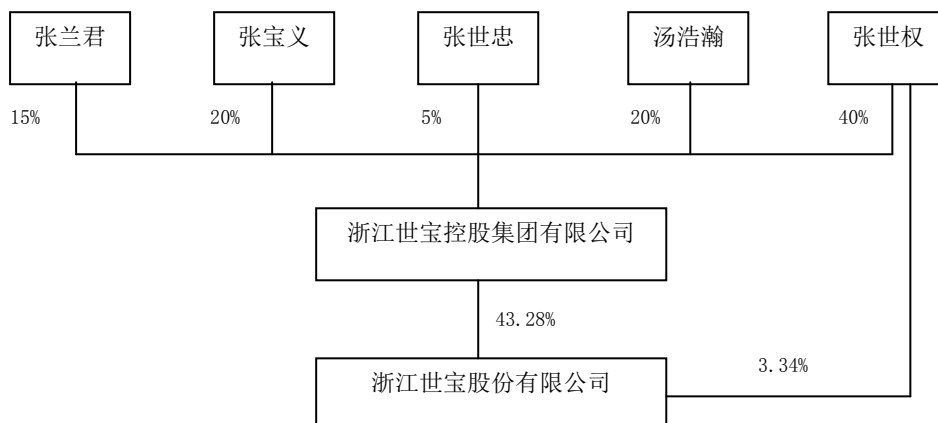 张兰君
张宝义
张世忠
汤浩瀚
张世权
15%
20%
5%
20%
40%
浙江世宝控股集团有限公司
43.28%
3.34%
浙江世宝股份有限公司